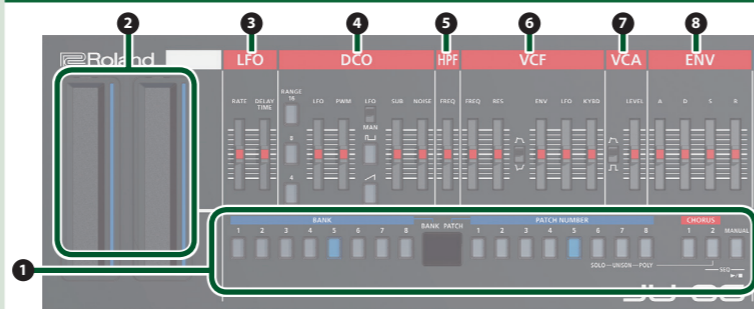 2 3 4 5 6 7 8
Roland LFO DCO HPF VCF VCA ENV
RATE DELAY TIME RANGE 16 LFO PWM LFO SUB NOISE FREQ FREQ RES ENV LFO KYBD LEVEL A D S R
MAN
8
4
BANK BANK PATCH PATCH NUMBER CHORUS
1 2 3 4 5 6 7 8 1 2 3 4 5 6 7 8 1 2 MANUAL
1
SOLO—UNSON—POLY
SEQ